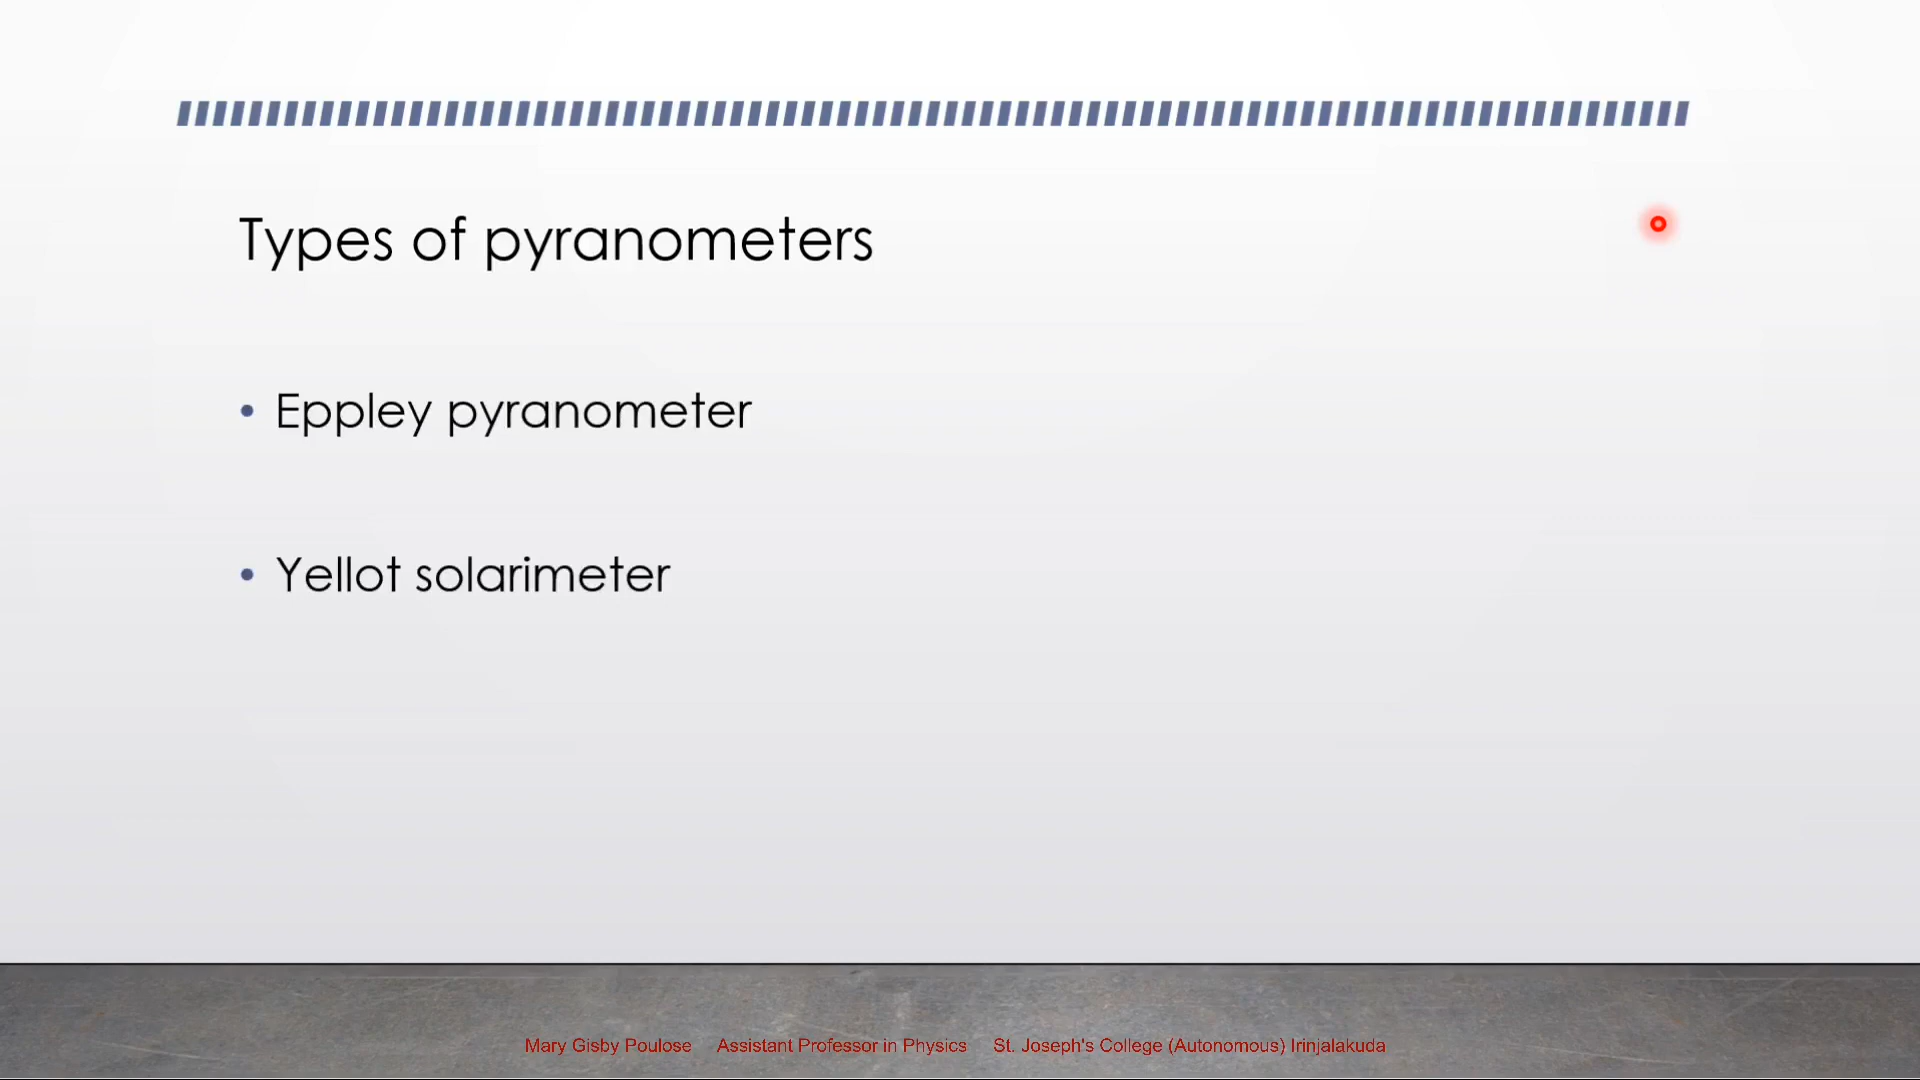 Types of pyranometers
• Eppley pyranometer
• Yellot solarimeter
Mary Gisby Poulose Assistant Professor in Physics St. Joseph's College (Autonomous) Irinjalakuda